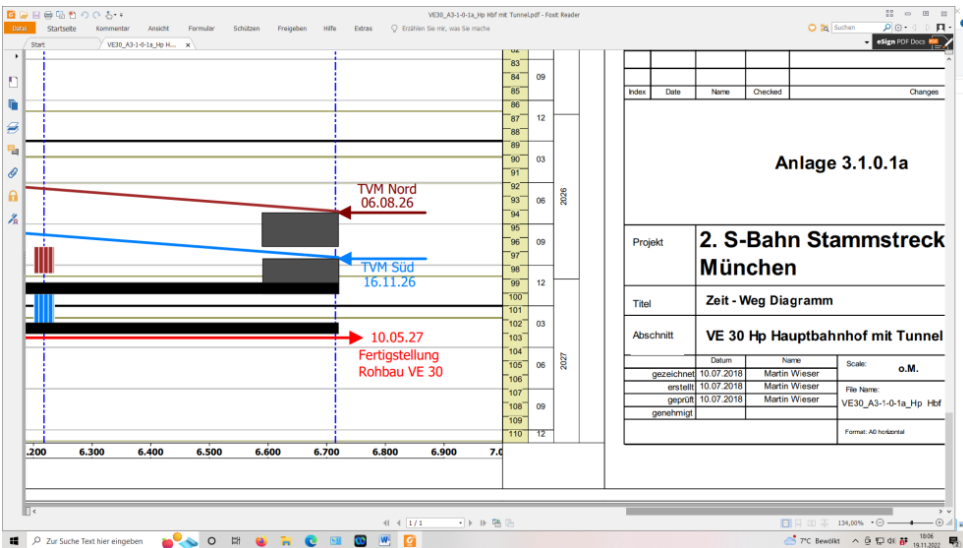 VE30_A3-1-0-1a_Hp Hbf mit Tunnel.pdf - Foxit Reader
Datei Startseite Kommentar Ansicht Formular Schützen Freigeben Hilfe Extras Erzählen Sie mir, was Sie mache
Suchen
Start VE30_A3-1-0-1a_Hp H... ×
eSign PDF Docs
82
83
84 09
85
86
87 12
88
89
90 03
91
92
93 06
94
2026
95
96 09
97
98
99 12
100
101
102 03
103
104
105 06
106
2027
107
108 09
109
110 12
TVM Nord
06.08.26
TVM Süd
16.11.26
10.05.27
Fertigstellung
Rohbau VE 30
.200 6.300 6.400 6.500 6.600 6.700 6.800 6.900 7.0
Index Date Name Checked Changes
Anlage 3.1.0.1a
Projekt 2. S-Bahn Stammstreck
München
Titel Zeit - Weg Diagramm
Abschnitt VE 30 Hp Hauptbahnhof mit Tunnel
Datum Name
gezeichnet 10.07.2018 Martin Wieser
erstellt 10.07.2018 Martin Wieser
geprüft 10.07.2018 Martin Wieser
genehmigt
Scale:
o.M.
File Name:
VE30_A3-1-0-1a_Hp Hbf
Format: A0 horizontal
1 / 1
134,00%
Zur Suche Text hier eingeben
7°C Bewölkt
18:06
19.11.2022